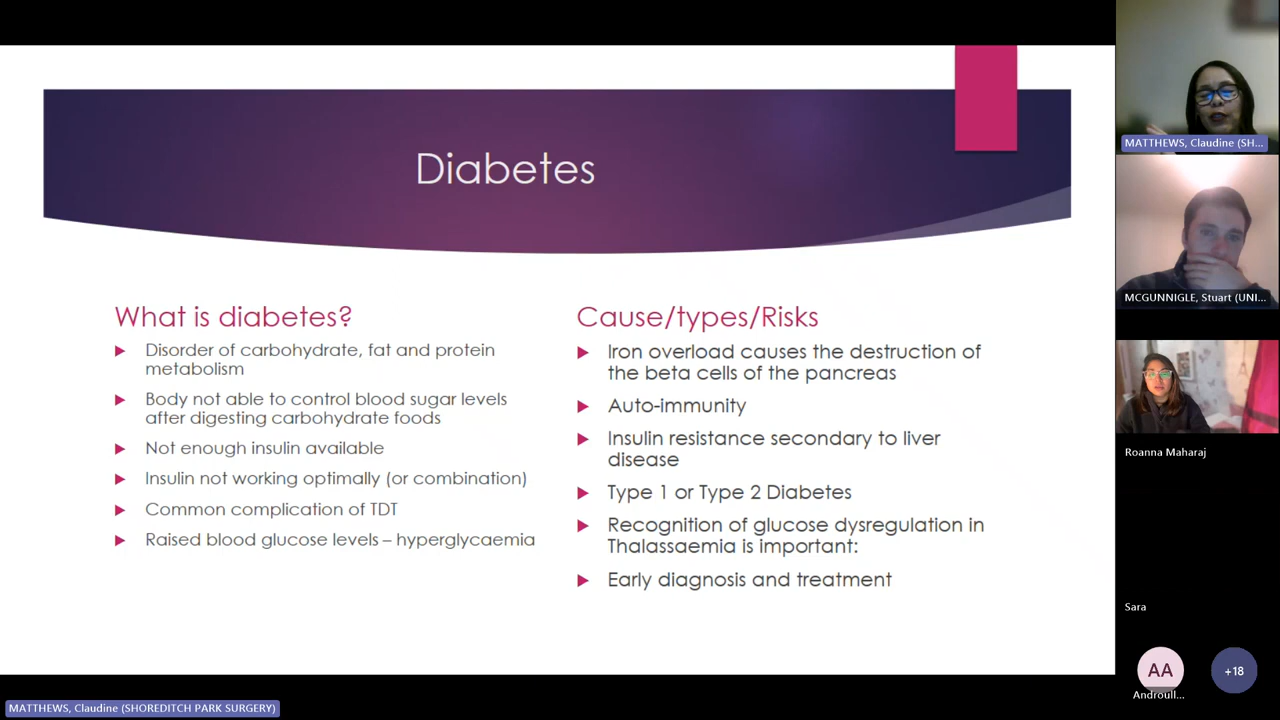 Diabetes
What is diabetes?
Disorder of carbohydrate, fat and protein
metabolism
Body not able to control blood sugar levels
after digesting carbohydrate foods
Not enough insulin available
Insulin not working optimally (or combination)
Common complication of TDT
Raised blood glucose levels – hyperglycaemia
Cause/types/Risks
Iron overload causes the destruction of
the beta cells of the pancreas
Auto-immunity
Insulin resistance secondary to liver
disease
Type 1 or Type 2 Diabetes
Recognition of glucose dysregulation in
Thalassaemia is important:
Early diagnosis and treatment
MATTHEWS, Claudine (SH...
MCGUNNIGLE, Stuart (UNI...
Roanna Maharaj
Sara
AA
+18
Androull...
MATTHEWS, Claudine (SHOREDITCH PARK SURGERY)